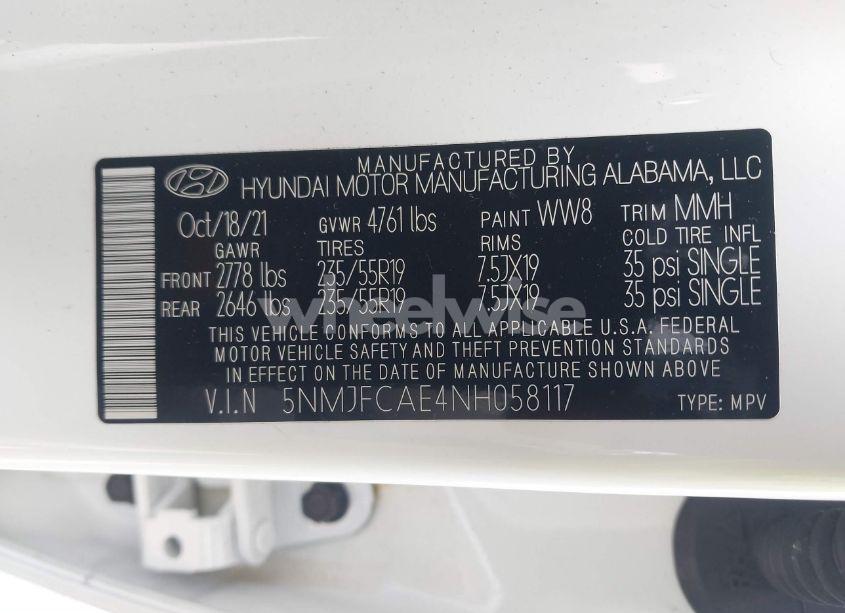 MANUFACTURED BY
HYUNDAI MOTOR MANUFACTURING ALABAMA, LLC
Oct/18/21 GVWR 4761 lbs PAINT WW8 TRIM MMH
GAWR TIRES RIMS COLD TIRE INFL
FRONT 2778 lbs 235/55R19 7.5JX19 35 psi SINGLE
REAR 2646 lbs 235/55R19 7.5JX19 35 psi SINGLE
wheelwise
THIS VEHICLE CONFORMS TO ALL APPLICABLE U.S.A. FEDERAL
MOTOR VEHICLE SAFETY AND THEFT PREVENTION STANDARDS
IN EFFECT ON THE DATE OF MANUFACTURE SHOWN ABOVE
V.I.N 5NMJFCAE4NH058117 TYPE: MPV